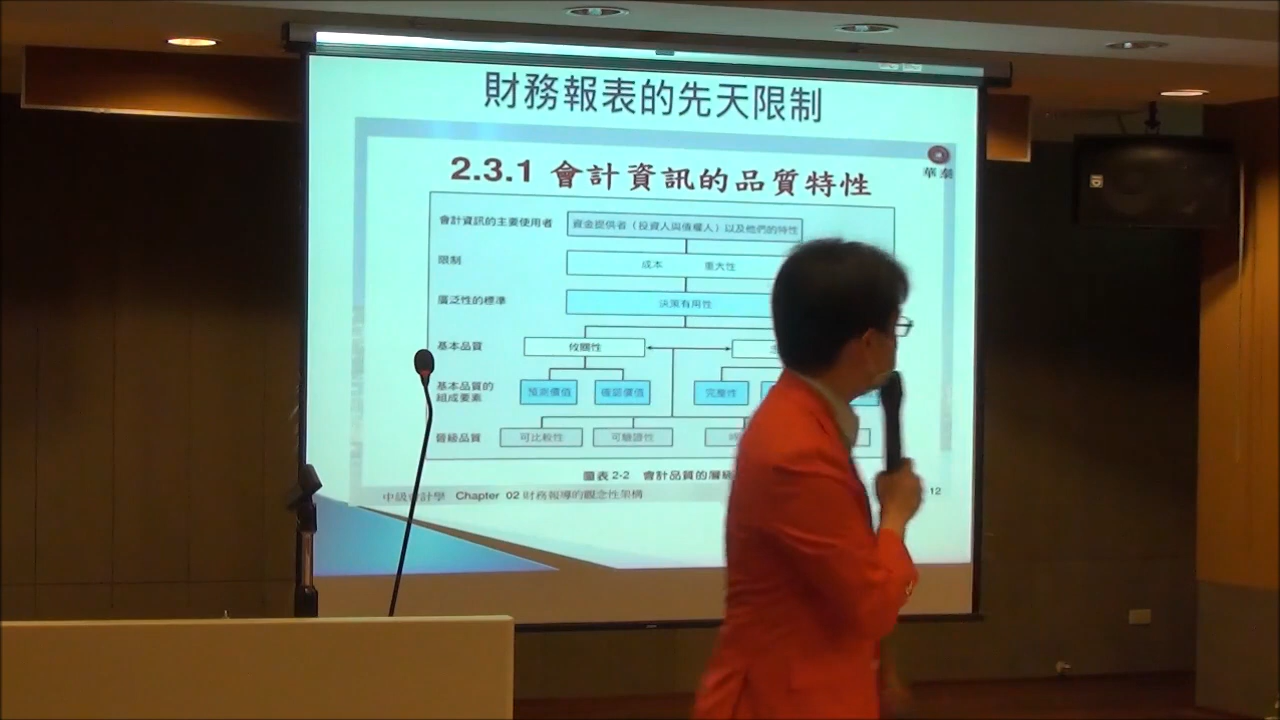 財務報表的先天限制
2.3.1 會計資訊的品質特性
華泰
會計資訊的主要使用者 資金提供者（投資人與債權人）以及他們的特性
限制 成本 重大性
廣泛性的標準 決策有用性
基本品質 攸關性
基本品質的
組成要素 預測價值 確認價值 完整性
晉級品質 可比較性 可驗證性
圖表 2-2 會計品質的層級
中級會計學 Chapter 02 財務報導的觀念性架構
12